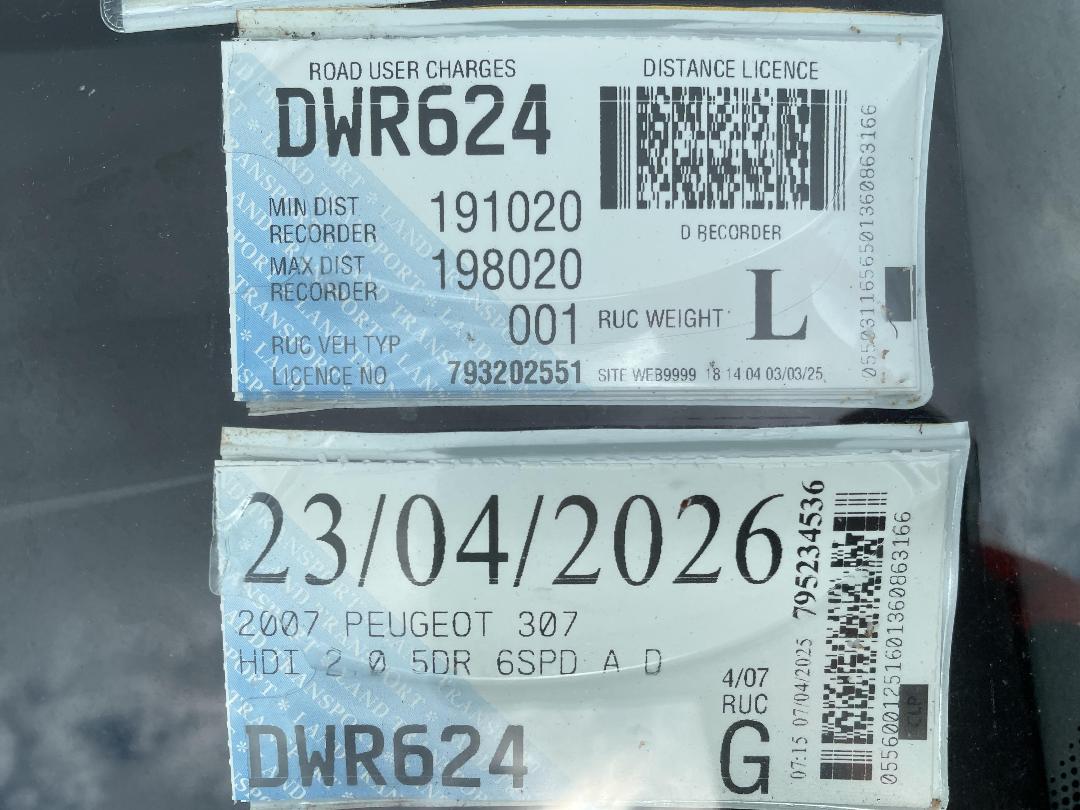 ROAD USER CHARGES
DWR624
MIN DIST RECORDER 191020
MAX DIST RECORDER 198020
RUC VEH TYP 001
LICENCE NO 793202551
DISTANCE LICENCE
D RECORDER
RUC WEIGHT L
SITE WEB9999 18 14 04 03/03/25
23/04/2026
2007 PEUGEOT 307
HDI 2.0 5DR 6SPD A D
DWR624
4/07
RUC
G
07:15 07/04/2025 795234536
0556001251601360863166
CLP